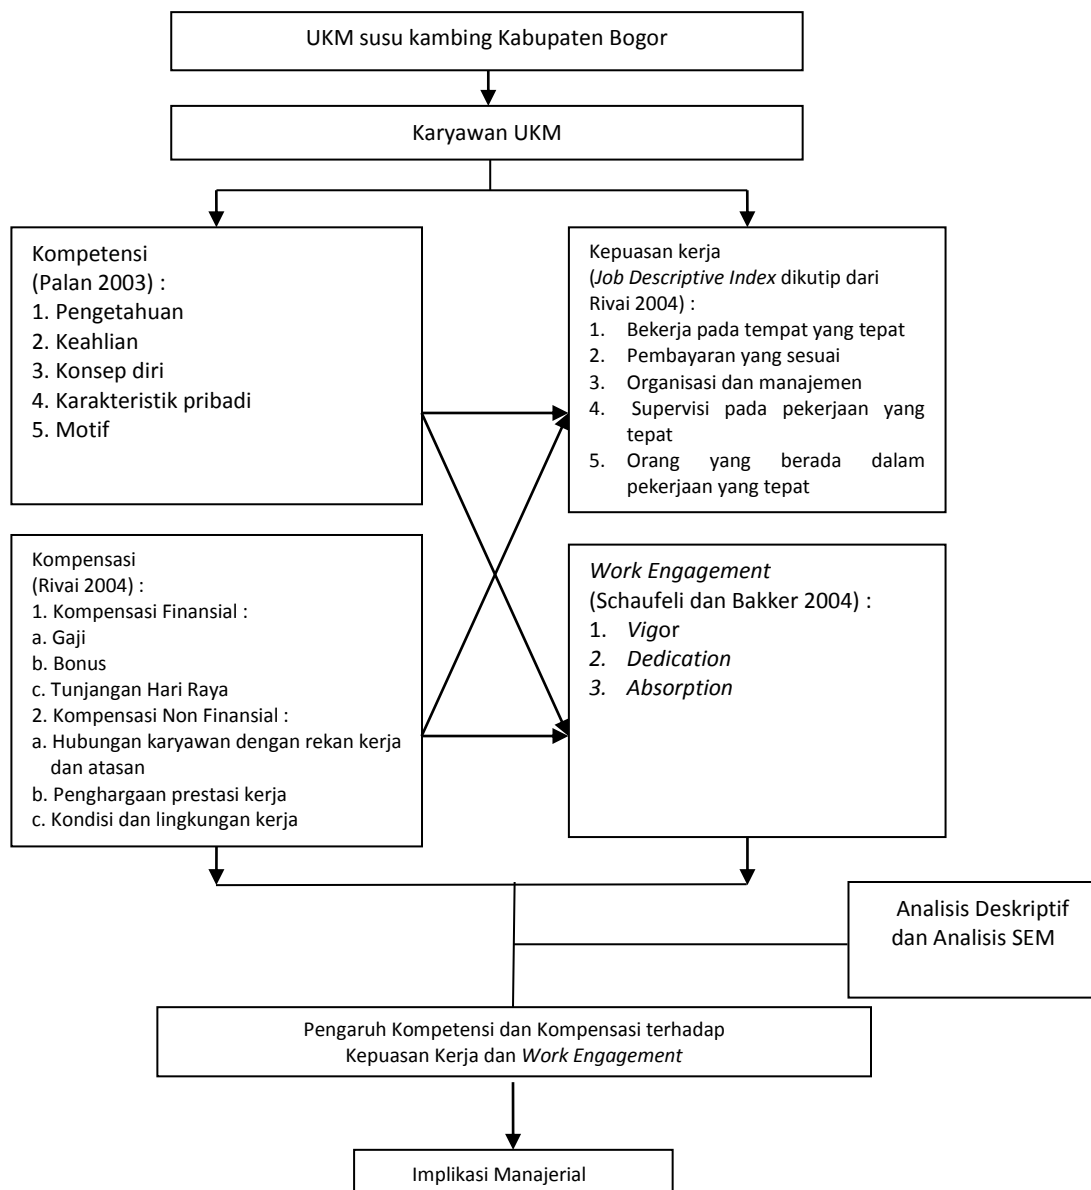 UKM susu kambing Kabupaten Bogor
Karyawan UKM
Kompetensi
(Palan 2003) :
1. Pengetahuan
2. Keahlian
3. Konsep diri
4. Karakteristik pribadi
5. Motif
Kepuasan kerja
(Job Descriptive Index dikutip dari
Rivai 2004) :
1. Bekerja pada tempat yang tepat
2. Pembayaran yang sesuai
3. Organisasi dan manajemen
4. Supervisi pada pekerjaan yang
tepat
5. Orang yang berada dalam
pekerjaan yang tepat
Kompensasi
(Rivai 2004) :
1. Kompensasi Finansial :
a. Gaji
b. Bonus
c. Tunjangan Hari Raya
2. Kompensasi Non Finansial :
a. Hubungan karyawan dengan rekan kerja
dan atasan
b. Penghargaan prestasi kerja
c. Kondisi dan lingkungan kerja
Work Engagement
(Schaufeli dan Bakker 2004) :
1. Vigor
2. Dedication
3. Absorption
Analisis Deskriptif
dan Analisis SEM
Pengaruh Kompetensi dan Kompensasi terhadap
Kepuasan Kerja dan Work Engagement
Implikasi Manajerial